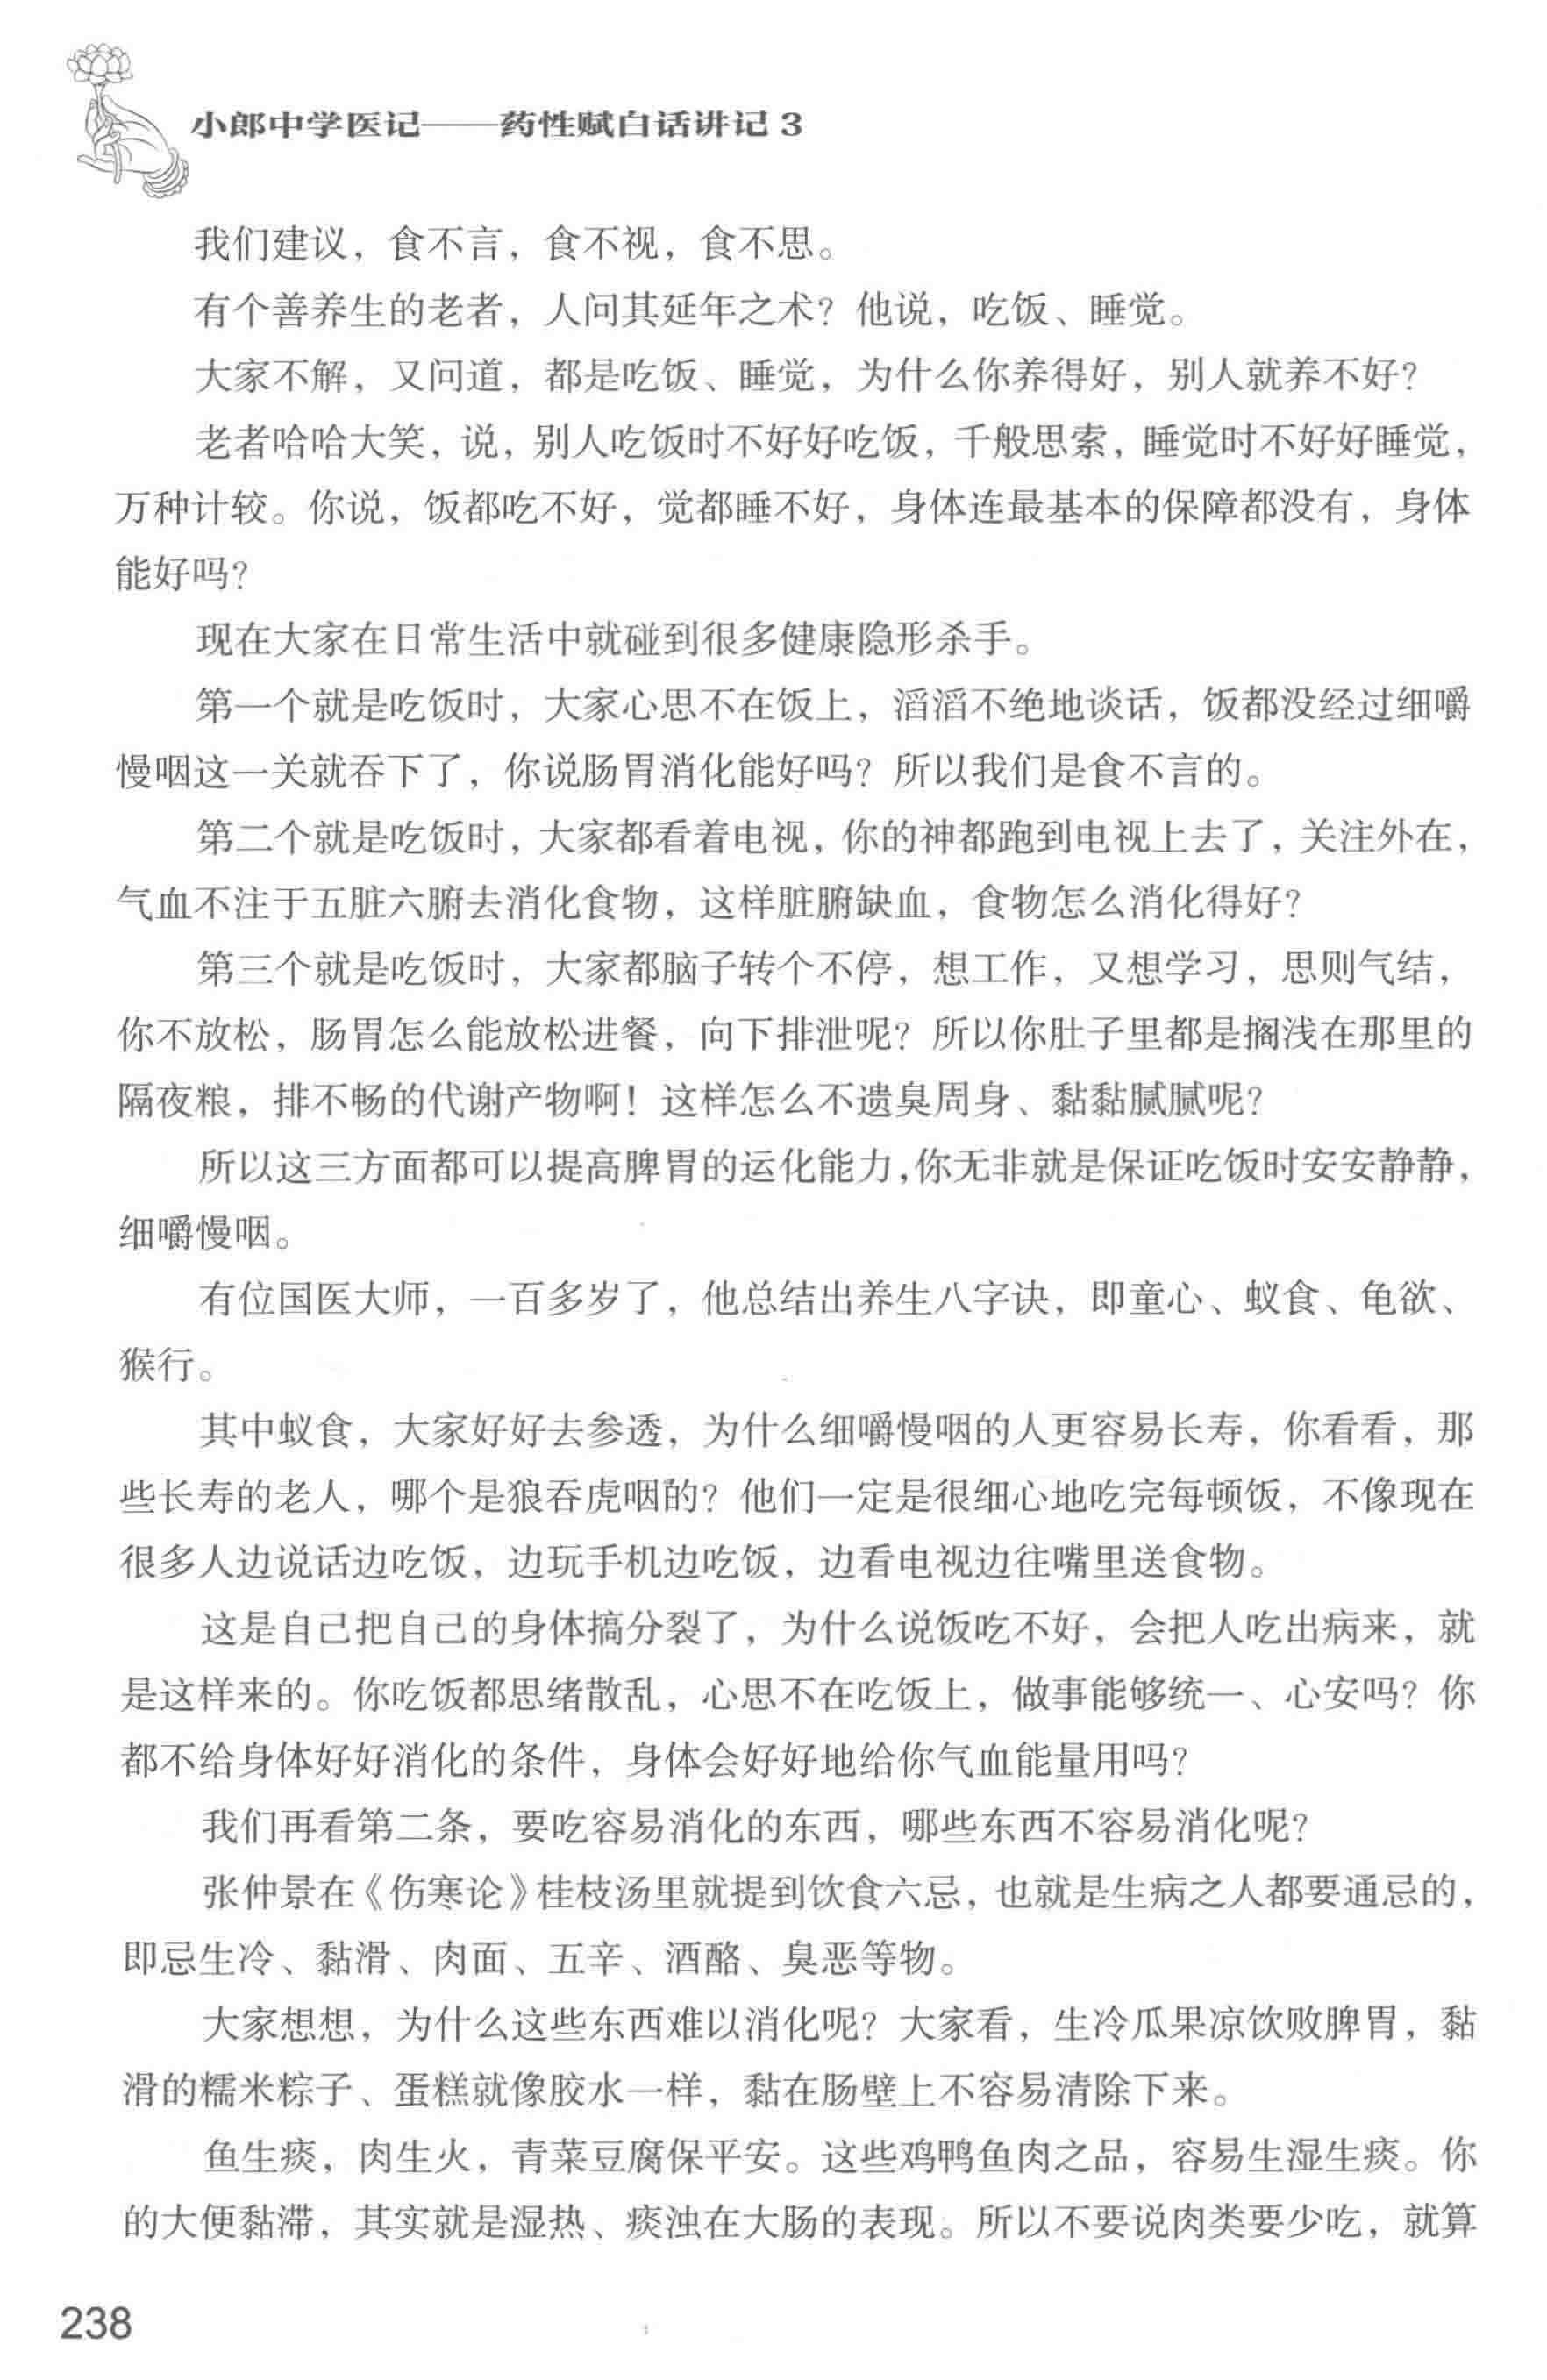 小郎中学医记——药性赋白话讲记 3
我们建议，食不言，食不视，食不思。
有个善养生的老者，人问其延年之术？他说，吃饭、睡觉。
大家不解，又问道，都是吃饭、睡觉，为什么你养得好，别人就养不好？
老者哈哈大笑，说，别人吃饭时不好好吃饭，千般思索，睡觉时不好好睡觉，
万种计较。你说，饭都吃不好，觉都睡不好，身体连最基本的保障都没有，身体
能好吗？
现在大家在日常生活中就碰到很多健康隐形杀手。
第一个就是吃饭时，大家心思不在饭上，滔滔不绝地谈话，饭都没经过细嚼
慢咽这一关就吞下了，你说肠胃消化能好吗？所以我们是食不言的。
第二个就是吃饭时，大家都看着电视，你的神都跑到电视上去了，关注外在，
气血不注于五脏六腑去消化食物，这样脏腑缺血，食物怎么消化得好？
第三个就是吃饭时，大家都脑子转个不停，想工作，又想学习，思则气结，
你不放松，肠胃怎么能放松进餐，向下排泄呢？所以你肚子里都是搁浅在那里的
隔夜粮，排不畅的代谢产物啊！这样怎么不遗臭周身、黏黏腻腻呢？
所以这三方面都可以提高脾胃的运化能力,你无非就是保证吃饭时安安静静，
细嚼慢咽。
有位国医大师，一百多岁了，他总结出养生八字诀，即童心、蚁食、龟欲、
猴行。
其中蚁食，大家好好去参透，为什么细嚼慢咽的人更容易长寿，你看看，那
些长寿的老人，哪个是狼吞虎咽的？他们一定是很细心地吃完每顿饭，不像现在
很多人边说话边吃饭，边玩手机边吃饭，边看电视边往嘴里送食物。
这是自己把自己的身体搞分裂了，为什么说饭吃不好，会把人吃出病来，就
是这样来的。你吃饭都思绪散乱，心思不在吃饭上，做事能够统一、心安吗？你
都不给身体好好消化的条件，身体会好好地给你气血能量用吗？
我们再看第二条，要吃容易消化的东西，哪些东西不容易消化呢？
张仲景在《伤寒论》桂枝汤里就提到饮食六忌，也就是生病之人都要通忌的，
即忌生冷、黏滑、肉面、五辛、酒酪、臭恶等物。
大家想想，为什么这些东西难以消化呢？大家看，生冷瓜果凉饮败脾胃，黏
滑的糯米粽子、蛋糕就像胶水一样，黏在肠壁上不容易清除下来。
鱼生痰，肉生火，青菜豆腐保平安。这些鸡鸭鱼肉之品，容易生湿生痰。你
的大便黏滞，其实就是湿热、痰浊在大肠的表现。所以不要说肉类要少吃，就算
238